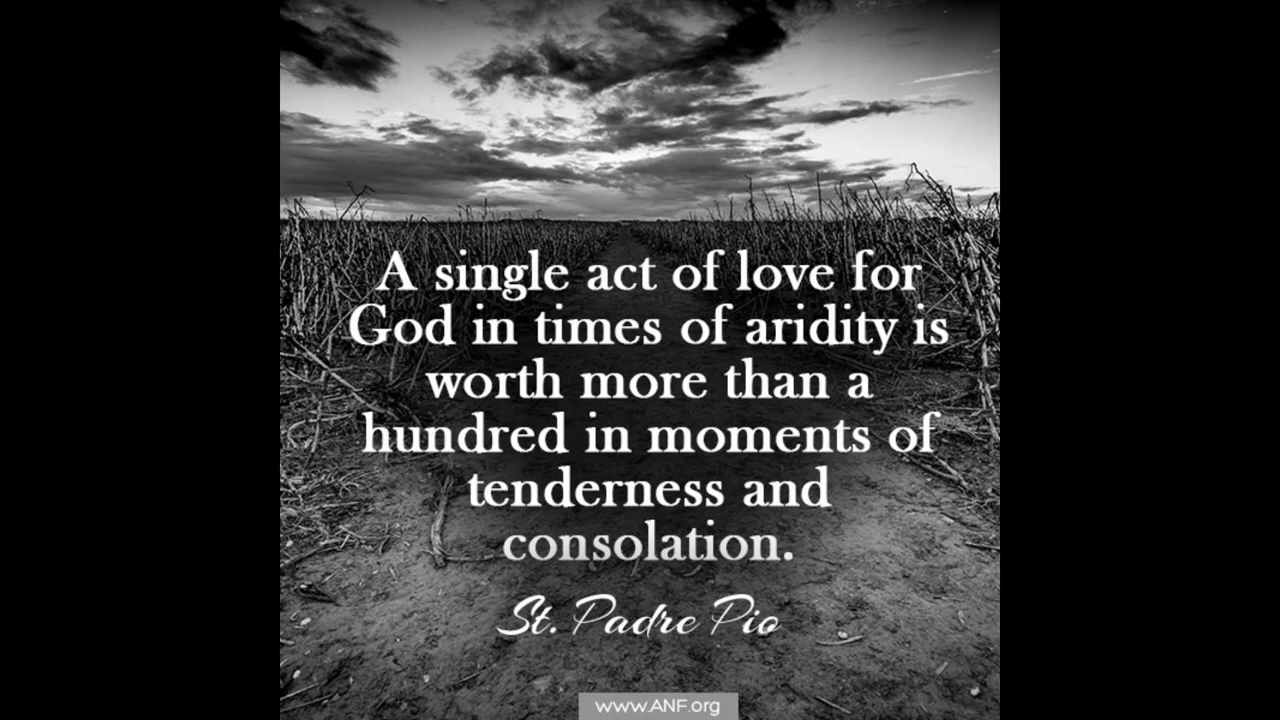 A single act of love for
God in times of aridity is
worth more than a
hundred in moments of
tenderness and
consolation.
St. Padre Pio
www.ANF.org